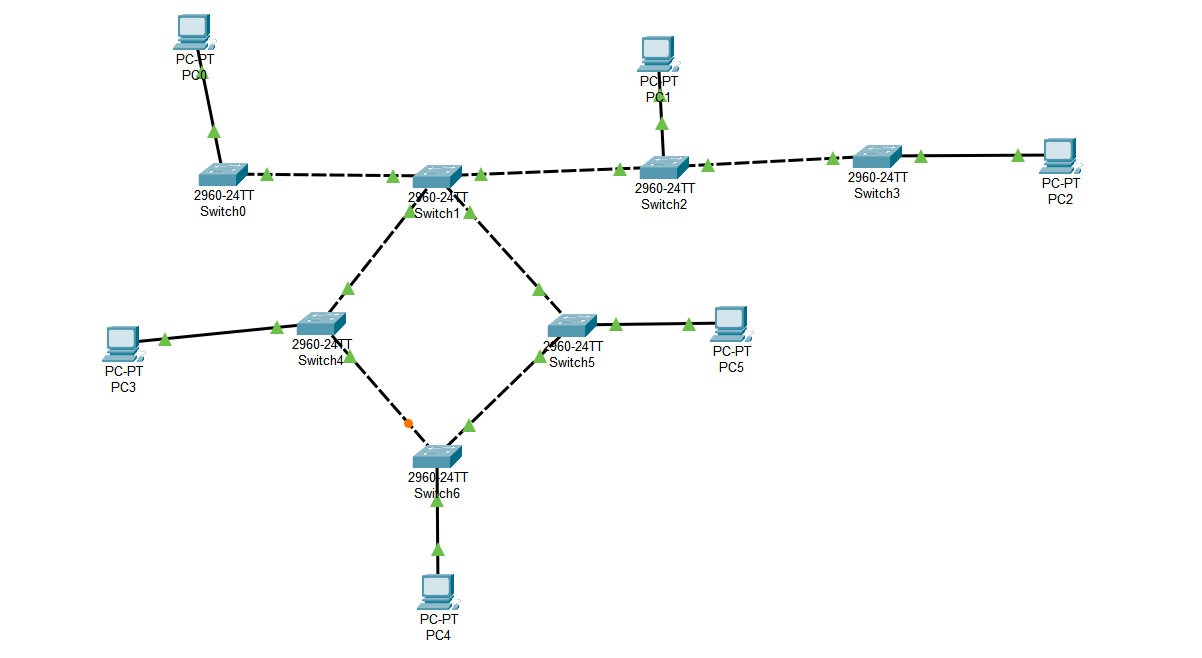 PC-PT
PC0
PC-PT
PC1
2960-24TT
Switch0
2960-24TT
Switch1
2960-24TT
Switch2
2960-24TT
Switch3
PC-PT
PC2
2960-24TT
Switch4
2960-24TT
Switch5
PC-PT
PC5
PC-PT
PC3
2960-24TT
Switch6
PC-PT
PC4